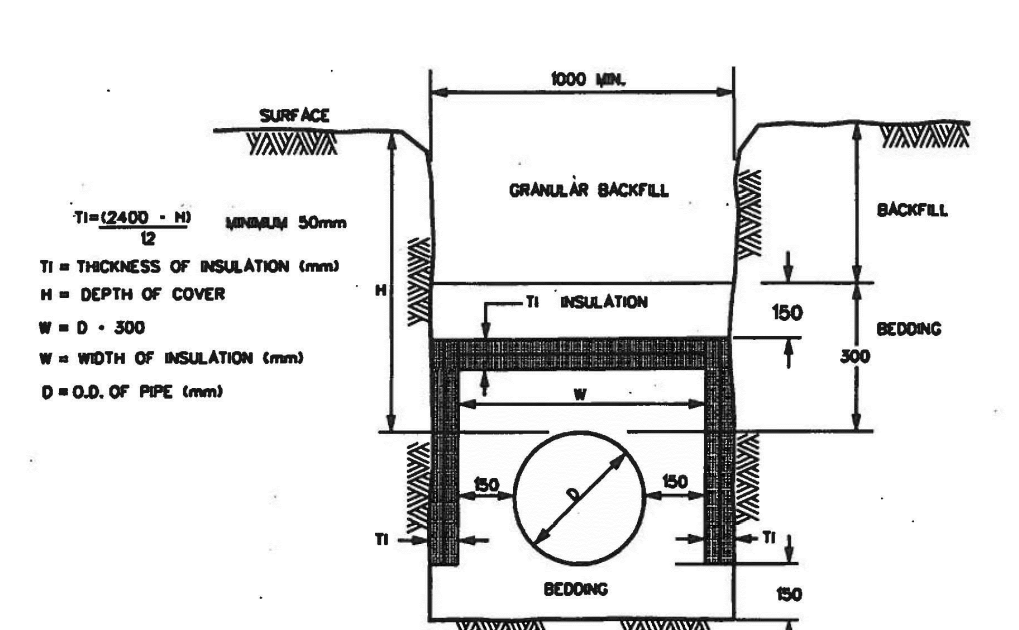 1000 MIN.
SURFACE
GRANULAR BACKFILL
BACKFILL
TI=(2400 - H)
12
MINIMUM 50mm
TI = THICKNESS OF INSULATION (mm)
H = DEPTH OF COVER
W = D + 300
W = WIDTH OF INSULATION (mm)
D = O.D. OF PIPE (mm)
H
TI INSULATION
150
BEDDING
300
W
150
D
150
TI
TI
BEDDING
150